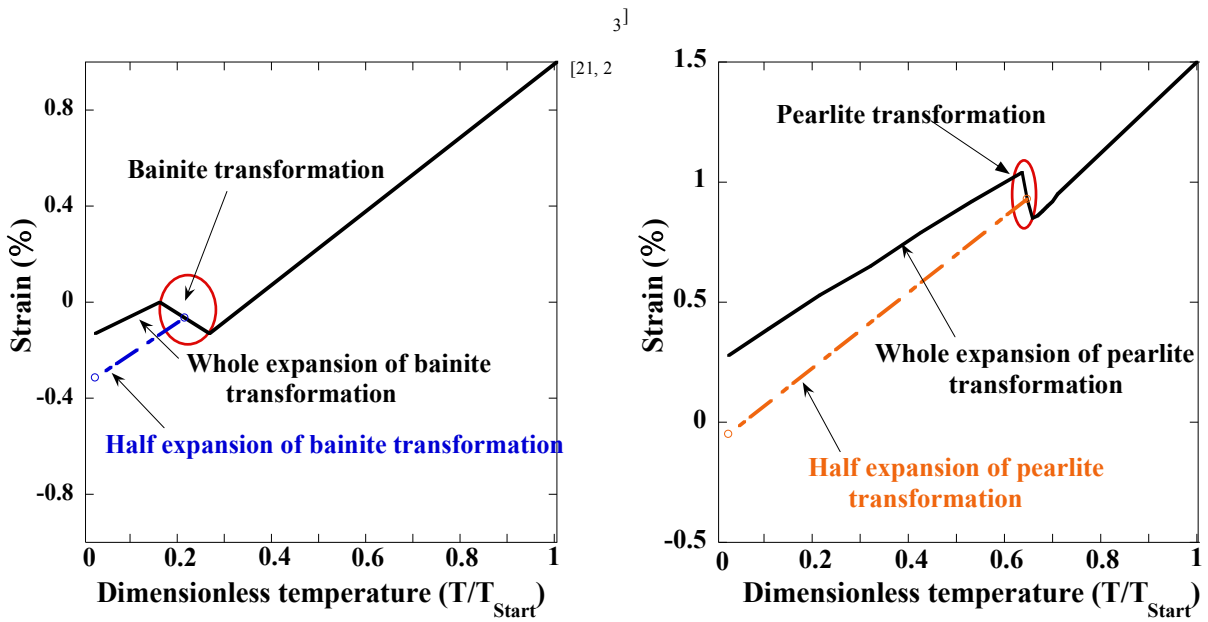 3]
[21, 2
0.8
0.4
0
-0.4
-0.8
Strain (%)
Bainite transformation
Whole expansion of bainite
transformation
Half expansion of bainite transformation
0
0.2
0.4
0.6
0.8
1
Dimensionless temperature (T/TStart)
1.5
1
0.5
0
-0.5
Strain (%)
Pearlite transformation
Whole expansion of pearlite
transformation
Half expansion of pearlite
transformation
0
0.2
0.4
0.6
0.8
1
Dimensionless temperature (T/TStart)